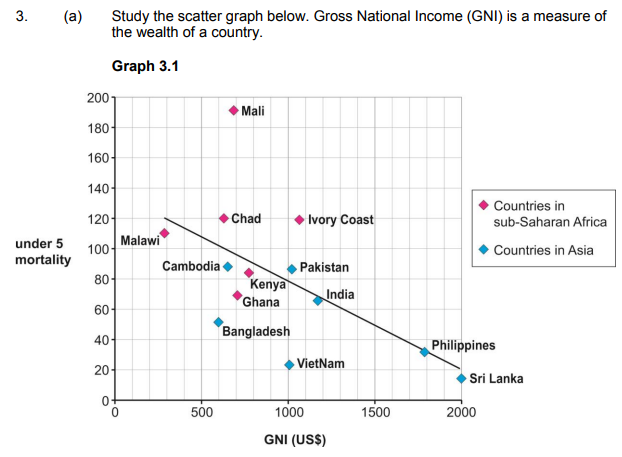 3. (a) Study the scatter graph below. Gross National Income (GNI) is a measure of
the wealth of a country.
Graph 3.1
200
180
Mali
160
140
120
Chad
Ivory Coast
Malawi
100
under 5
mortality
Cambodia
Pakistan
80
Kenya
India
Ghana
60
Bangladesh
40
Philippines
VietNam
20
Sri Lanka
0
0 500 1000 1500 2000
GNI (US$)
Countries in
sub-Saharan Africa
Countries in Asia